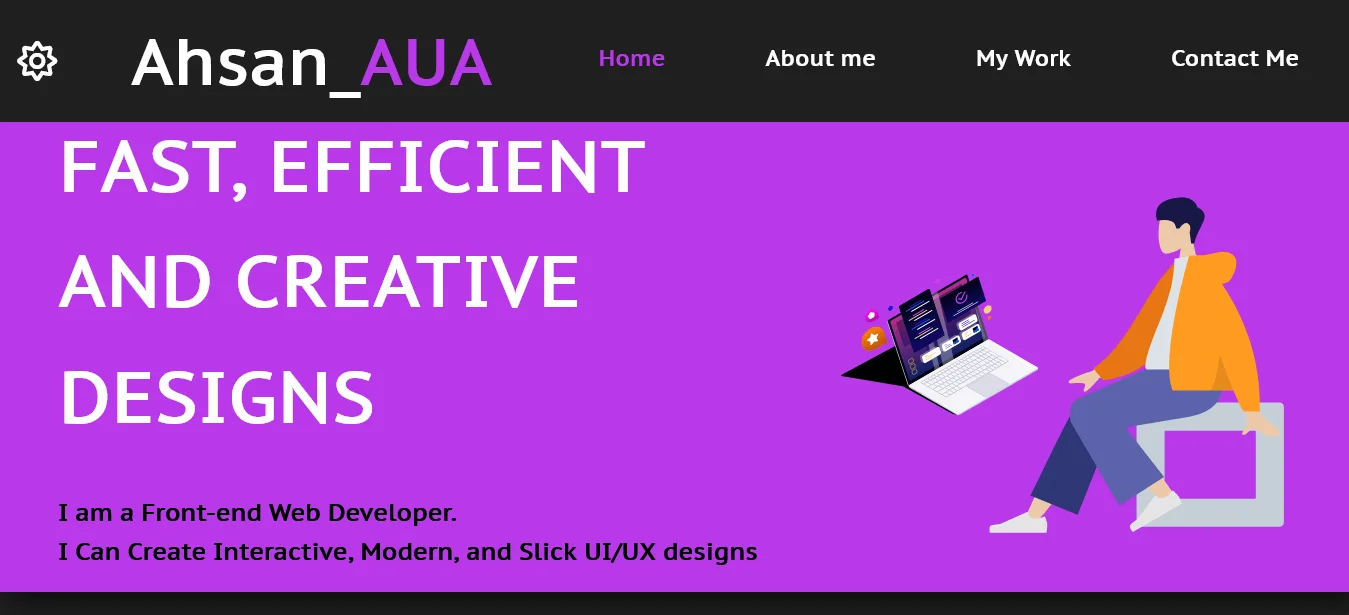 Ahsan_AUA
Home
About me
My Work
Contact Me
FAST, EFFICIENT
AND CREATIVE
DESIGNS
I am a Front-end Web Developer.
I Can Create Interactive, Modern, and Slick UI/UX designs